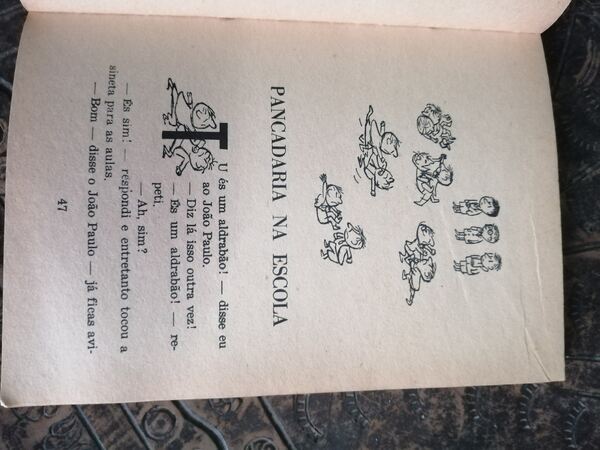 PANCADARIA NA ESCOLA
TU és um aldrabão! — disse eu
ao João Paulo.
— Diz lá isso outra vez!
— És um aldrabão! — re-
peti.
— Ah, sim?
— És sim! — respondi e entretanto tocou a
sineta para as aulas.
— Bom — disse o João Paulo — já ficas avi-
47